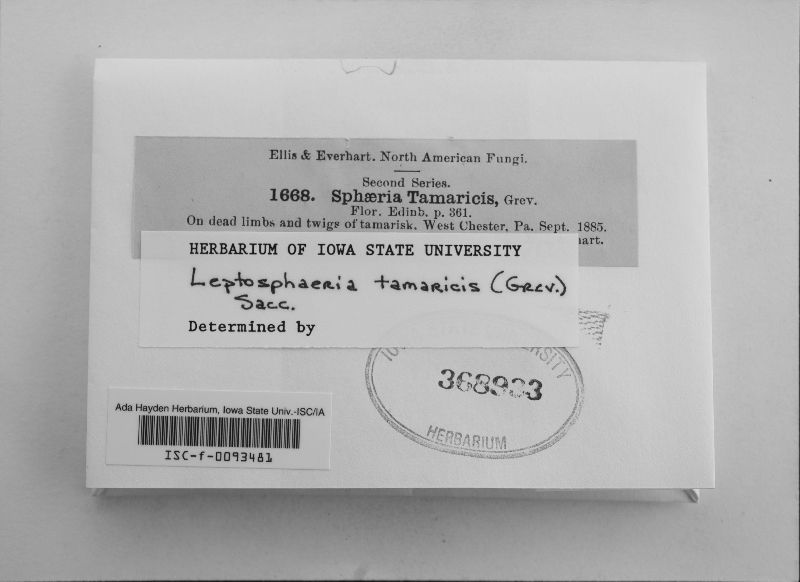 Ellis & Everhart. North American Fungi.
Second Series.
1668. Sphæria Tamaricis, Grev.
Flor. Edinb. p. 361.
On dead limbs and twigs of tamarisk. West Chester, Pa. Sept. 1885.
hart.
HERBARIUM OF IOWA STATE UNIVERSITY
Leptosphaeria tamaricis (Grev.)
Sacc.
Determined by
368933
HERBARIUM
Ada Hayden Herbarium, Iowa State Univ.-ISC/IA
ISC-f-0093481